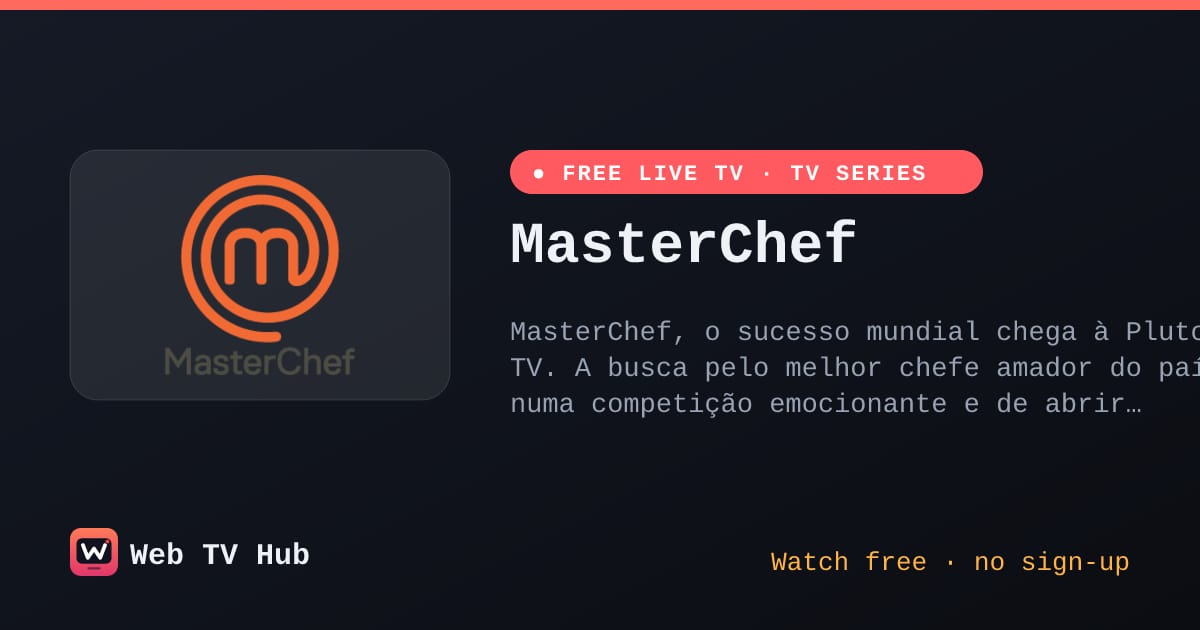 FREE LIVE TV · TV SERIES
MasterChef
MasterChef, o sucesso mundial chega à Pluto
TV. A busca pelo melhor chefe amador do paí
numa competição emocionante e de abrir…
m
MasterChef
W
Web TV Hub
Watch free · no sign-up